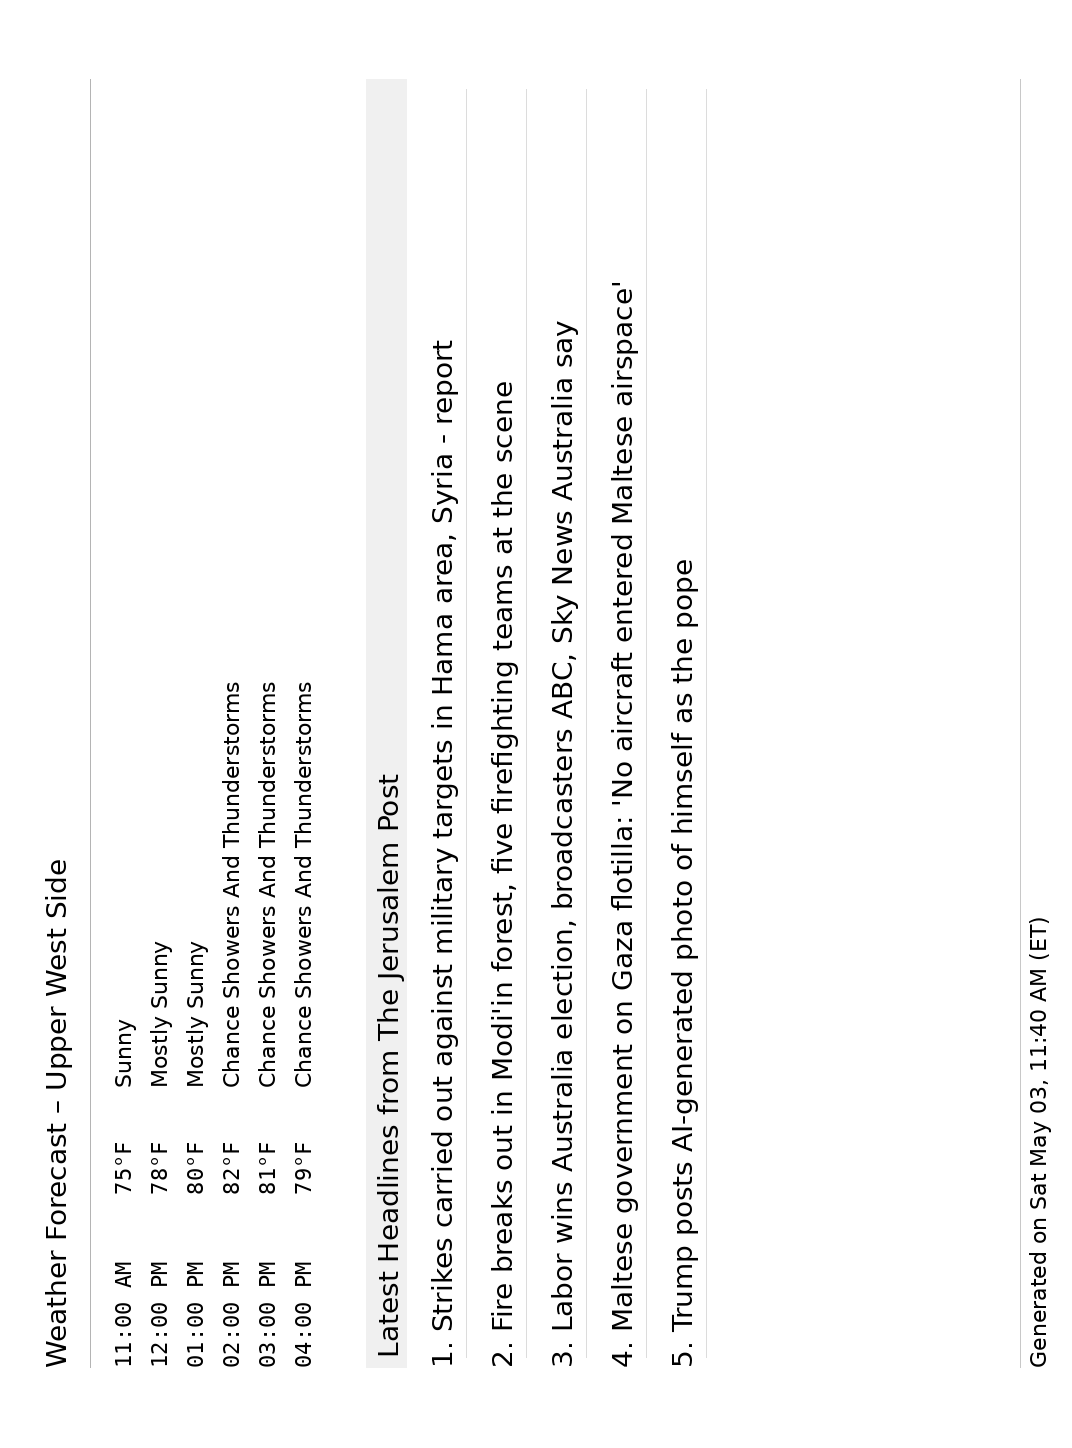 Weather Forecast – Upper West Side
11:00 AM 75°F Sunny
12:00 PM 78°F Mostly Sunny
01:00 PM 80°F Mostly Sunny
02:00 PM 82°F Chance Showers And Thunderstorms
03:00 PM 81°F Chance Showers And Thunderstorms
04:00 PM 79°F Chance Showers And Thunderstorms
Latest Headlines from The Jerusalem Post
1. Strikes carried out against military targets in Hama area, Syria - report
2. Fire breaks out in Modi'in forest, five firefighting teams at the scene
3. Labor wins Australia election, broadcasters ABC, Sky News Australia say
4. Maltese government on Gaza flotilla: 'No aircraft entered Maltese airspace'
5. Trump posts AI-generated photo of himself as the pope
Generated on Sat May 03, 11:40 AM (ET)